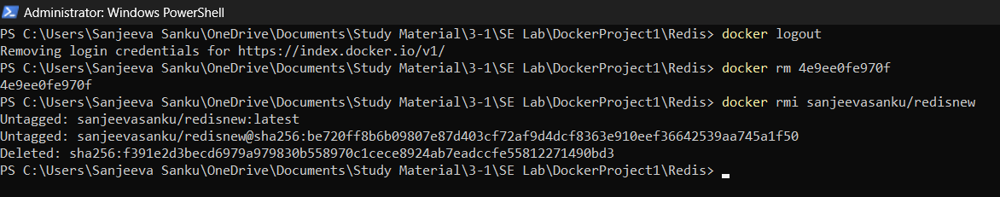 Administrator: Windows PowerShell
PS C:\Users\Sanjeeva Sanku\OneDrive\Documents\Study Material\3-1\SE Lab\DockerProject1\Redis> docker logout
Removing login credentials for https://index.docker.io/v1/
PS C:\Users\Sanjeeva Sanku\OneDrive\Documents\Study Material\3-1\SE Lab\DockerProject1\Redis> docker rm 4e9ee0fe970f
4e9ee0fe970f
PS C:\Users\Sanjeeva Sanku\OneDrive\Documents\Study Material\3-1\SE Lab\DockerProject1\Redis> docker rmi sanjeevasanku/redisnew
Untagged: sanjeevasanku/redisnew:latest
Untagged: sanjeevasanku/redisnew@sha256:be720ff8b6b09807e87d403cf72af9d4dcf8363e910eef36642539aa745a1f50
Deleted: sha256:f391e2d3becd6979a979830b558970c1cece8924ab7eadccfe55812271490bd3
PS C:\Users\Sanjeeva Sanku\OneDrive\Documents\Study Material\3-1\SE Lab\DockerProject1\Redis>